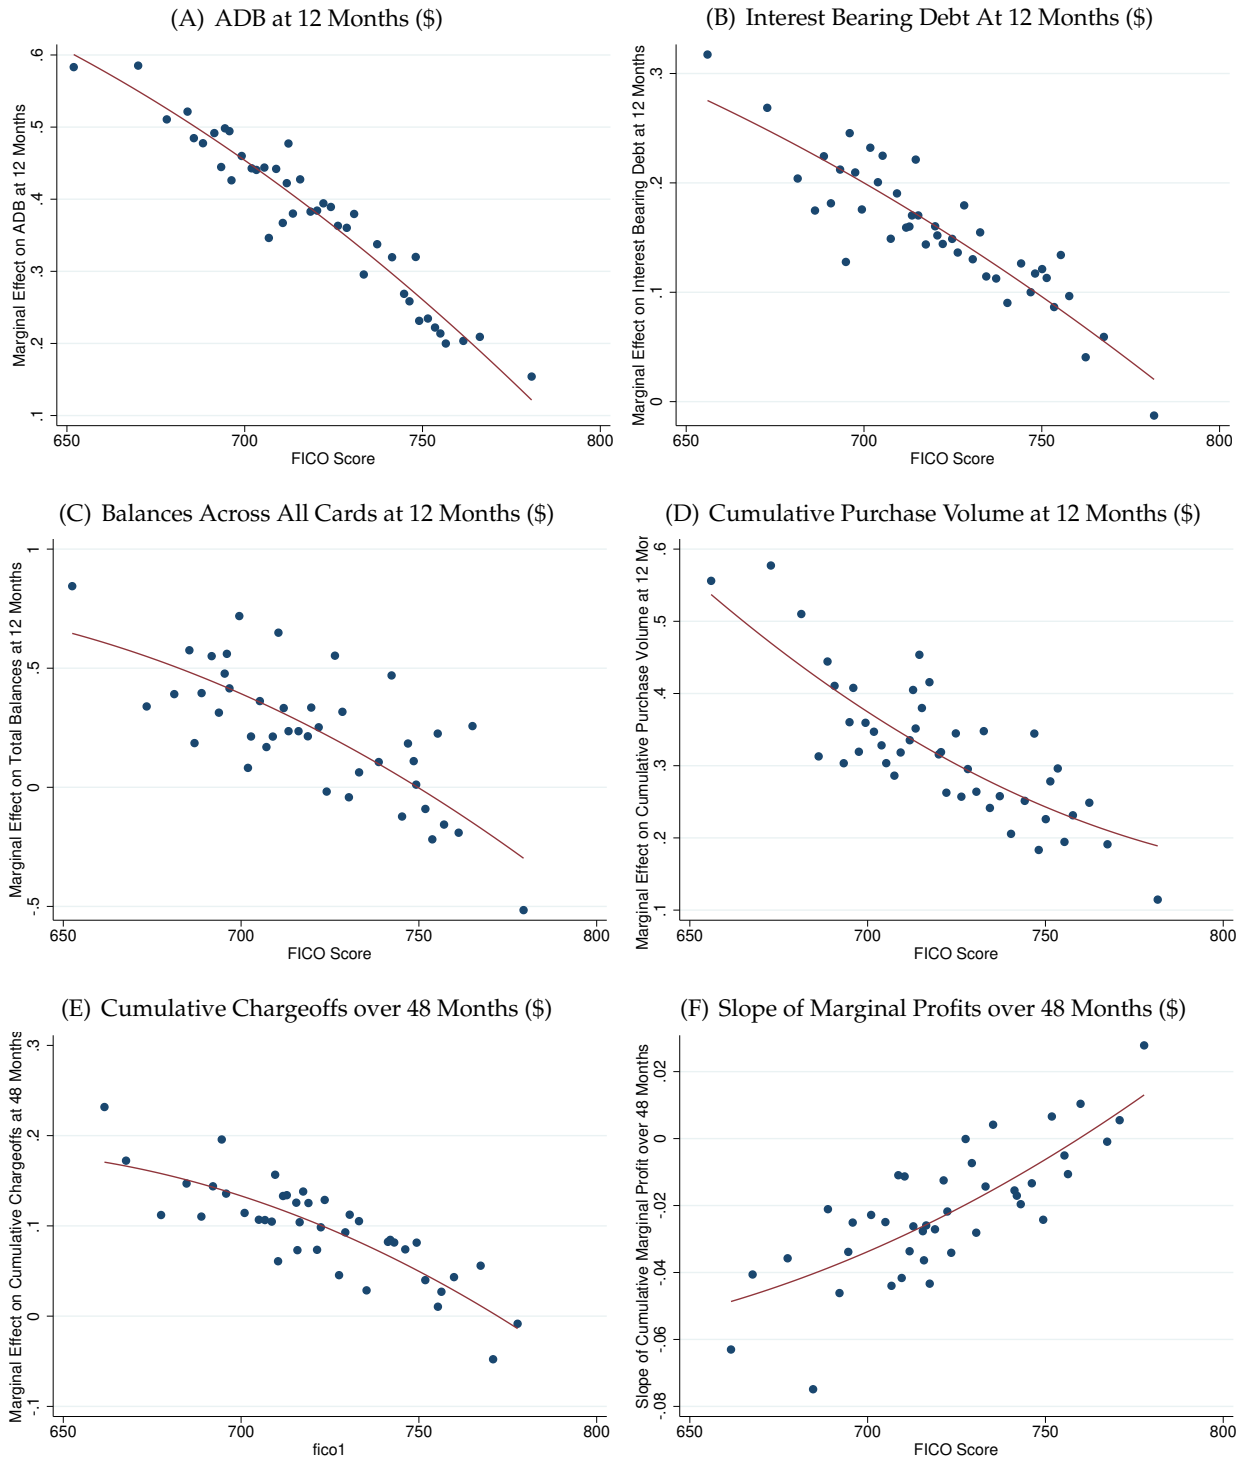 (A) ADB at 12 Months ($)
Marginal Effect on ADB at 12 Months
.6
.5
.4
.3
.2
.1
650 700 750 800
FICO Score
(B) Interest Bearing Debt At 12 Months ($)
Marginal Effect on Interest Bearing Debt at 12 Months
.3
.2
.1
0
650 700 750 800
FICO Score
(C) Balances Across All Cards at 12 Months ($)
Marginal Effect on Total Balances at 12 Months
1
.5
0
-.5
650 700 750 800
FICO Score
(D) Cumulative Purchase Volume at 12 Months ($)
Marginal Effect on Cumulative Purchase Volume at 12 Mor
.6
.5
.4
.3
.2
.1
650 700 750 800
FICO Score
(E) Cumulative Chargeoffs over 48 Months ($)
Marginal Effect on Cumulative Chargeoffs at 48 Months
.3
.2
.1
0
-.1
650 700 750 800
fico1
(F) Slope of Marginal Profits over 48 Months ($)
Slope of Cumulative Marginal Profit over 48 Months
.02
0
-.02
-.04
-.06
-.08
650 700 750 800
FICO Score